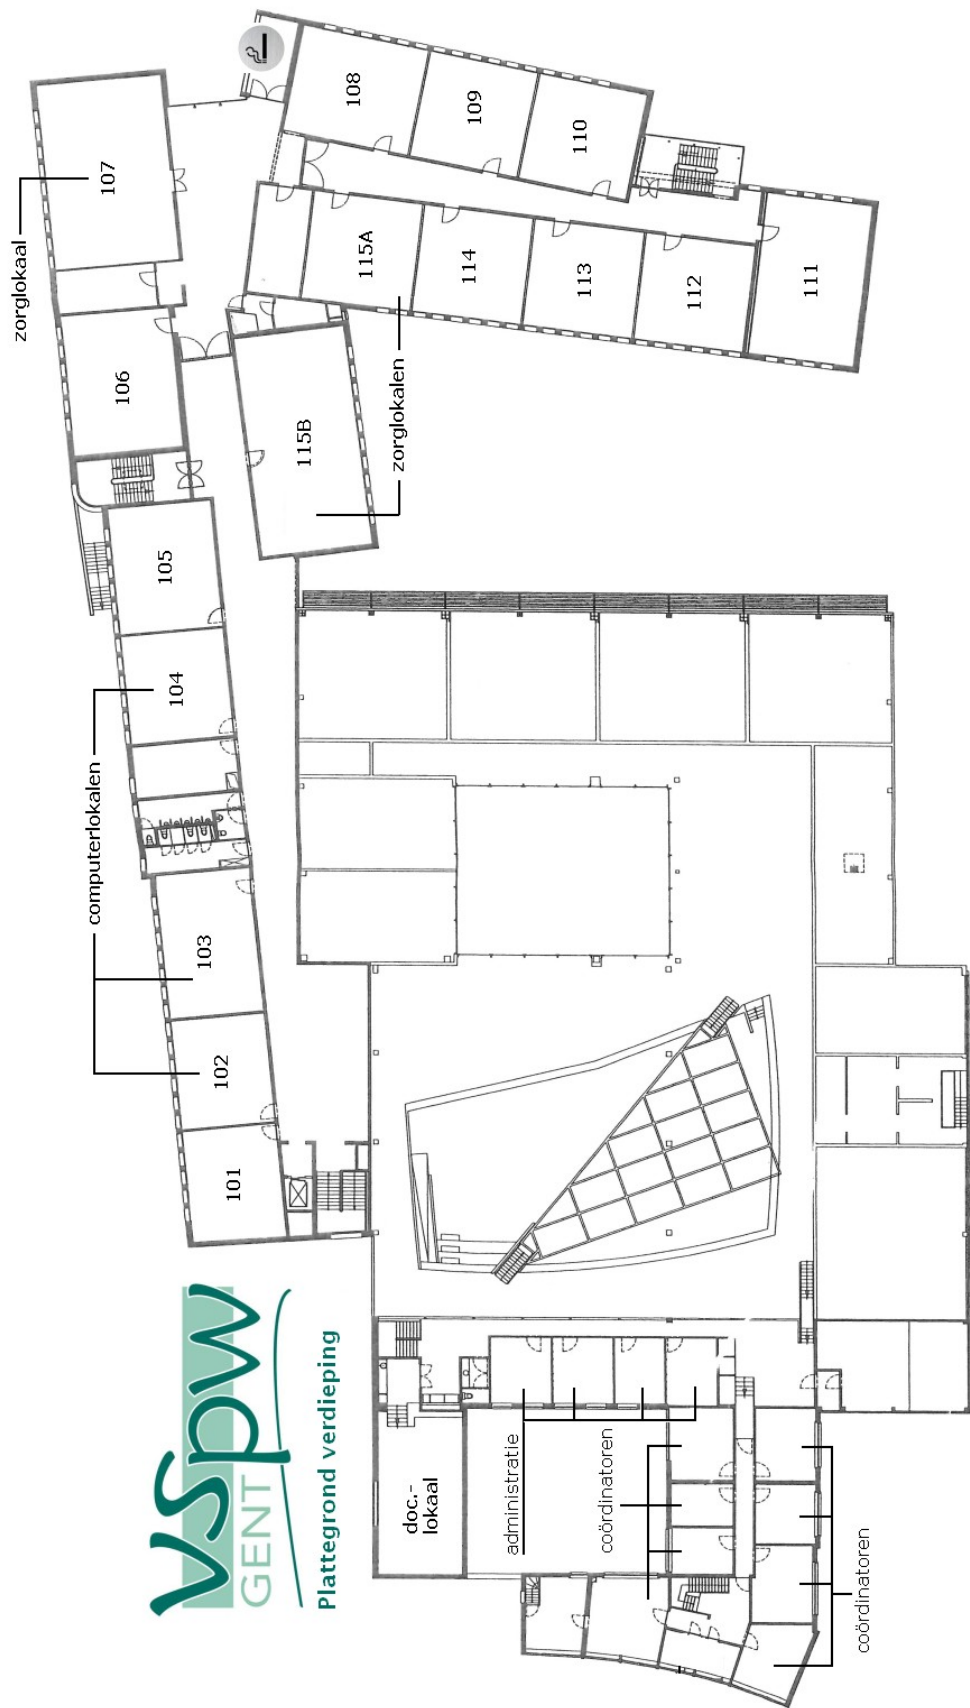 vspw
GENT
Plattegrond verdieping
zorglokaal
107
106
105
computerlokalen
104
103
102
101
108
109
110
115A
114
113
112
111
115B
zorglokalen
doc.-
lokaal
administratie
coördinatoren
coördinatoren